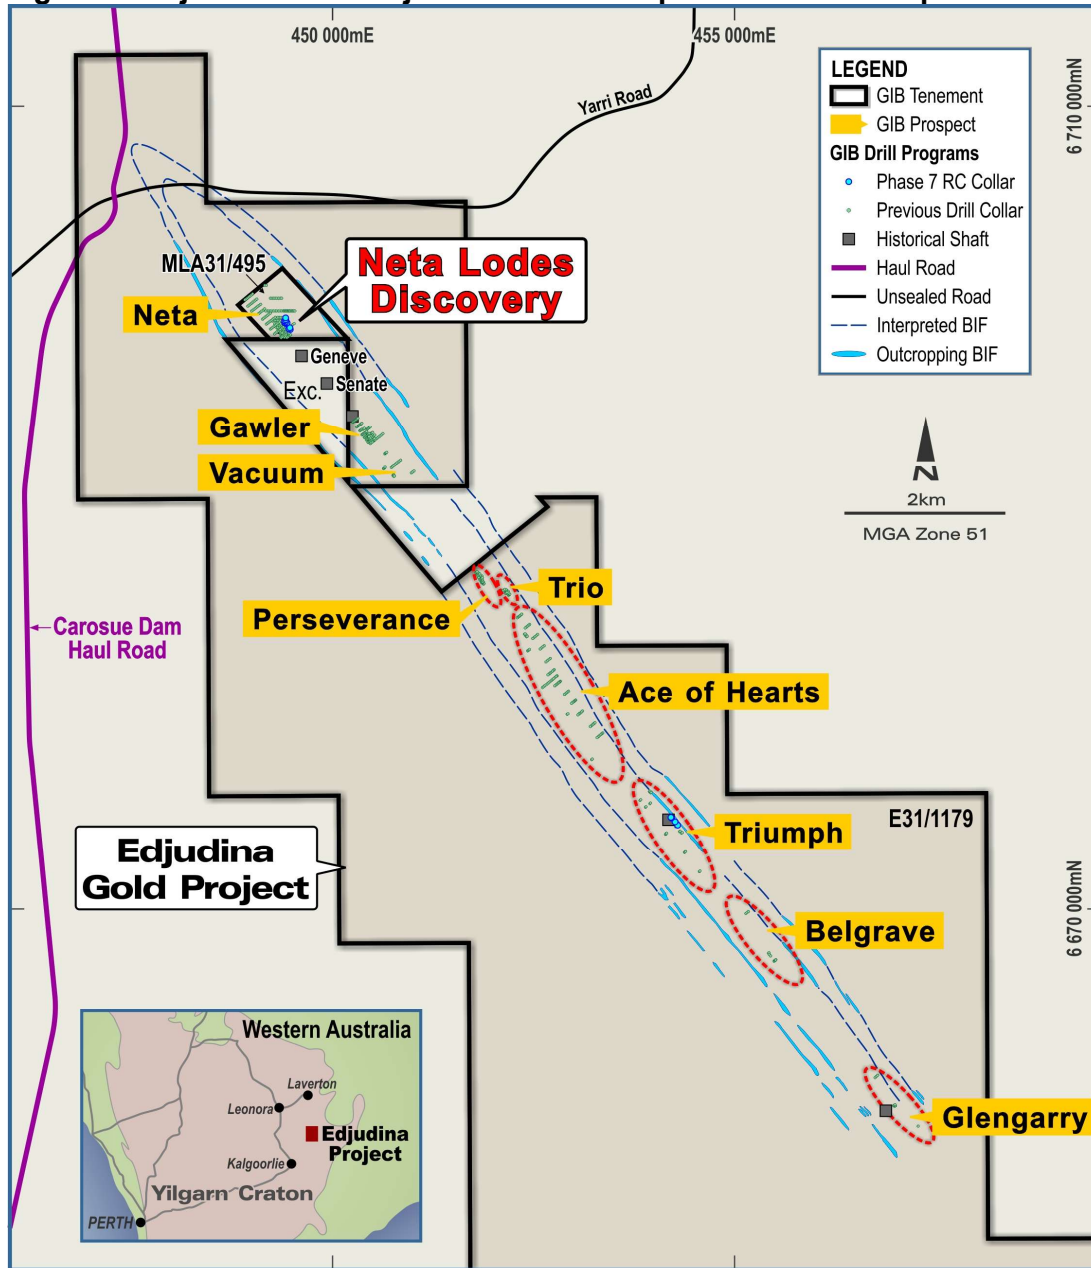 450 000mE
455 000mE
6 710 000mN
6 670 000mN
LEGEND
GIB Tenement
GIB Prospect
GIB Drill Programs
Phase 7 RC Collar
Previous Drill Collar
Historical Shaft
Haul Road
Unsealed Road
Interpreted BIF
Outcropping BIF
Yarri Road
MLA31/495
Neta Lodes
Discovery
Neta
Geneve
Senate
Exc.
Gawler
Vacuum
N
2km
MGA Zone 51
Trio
Perseverance
Carosue Dam
Haul Road
Ace of Hearts
E31/1179
Triumph
Edjudina
Gold Project
Belgrave
Glengarry
Western Australia
Laverton
Leonora
Edjudina
Project
Kalgoorlie
Yilgarn Craton
PERTH